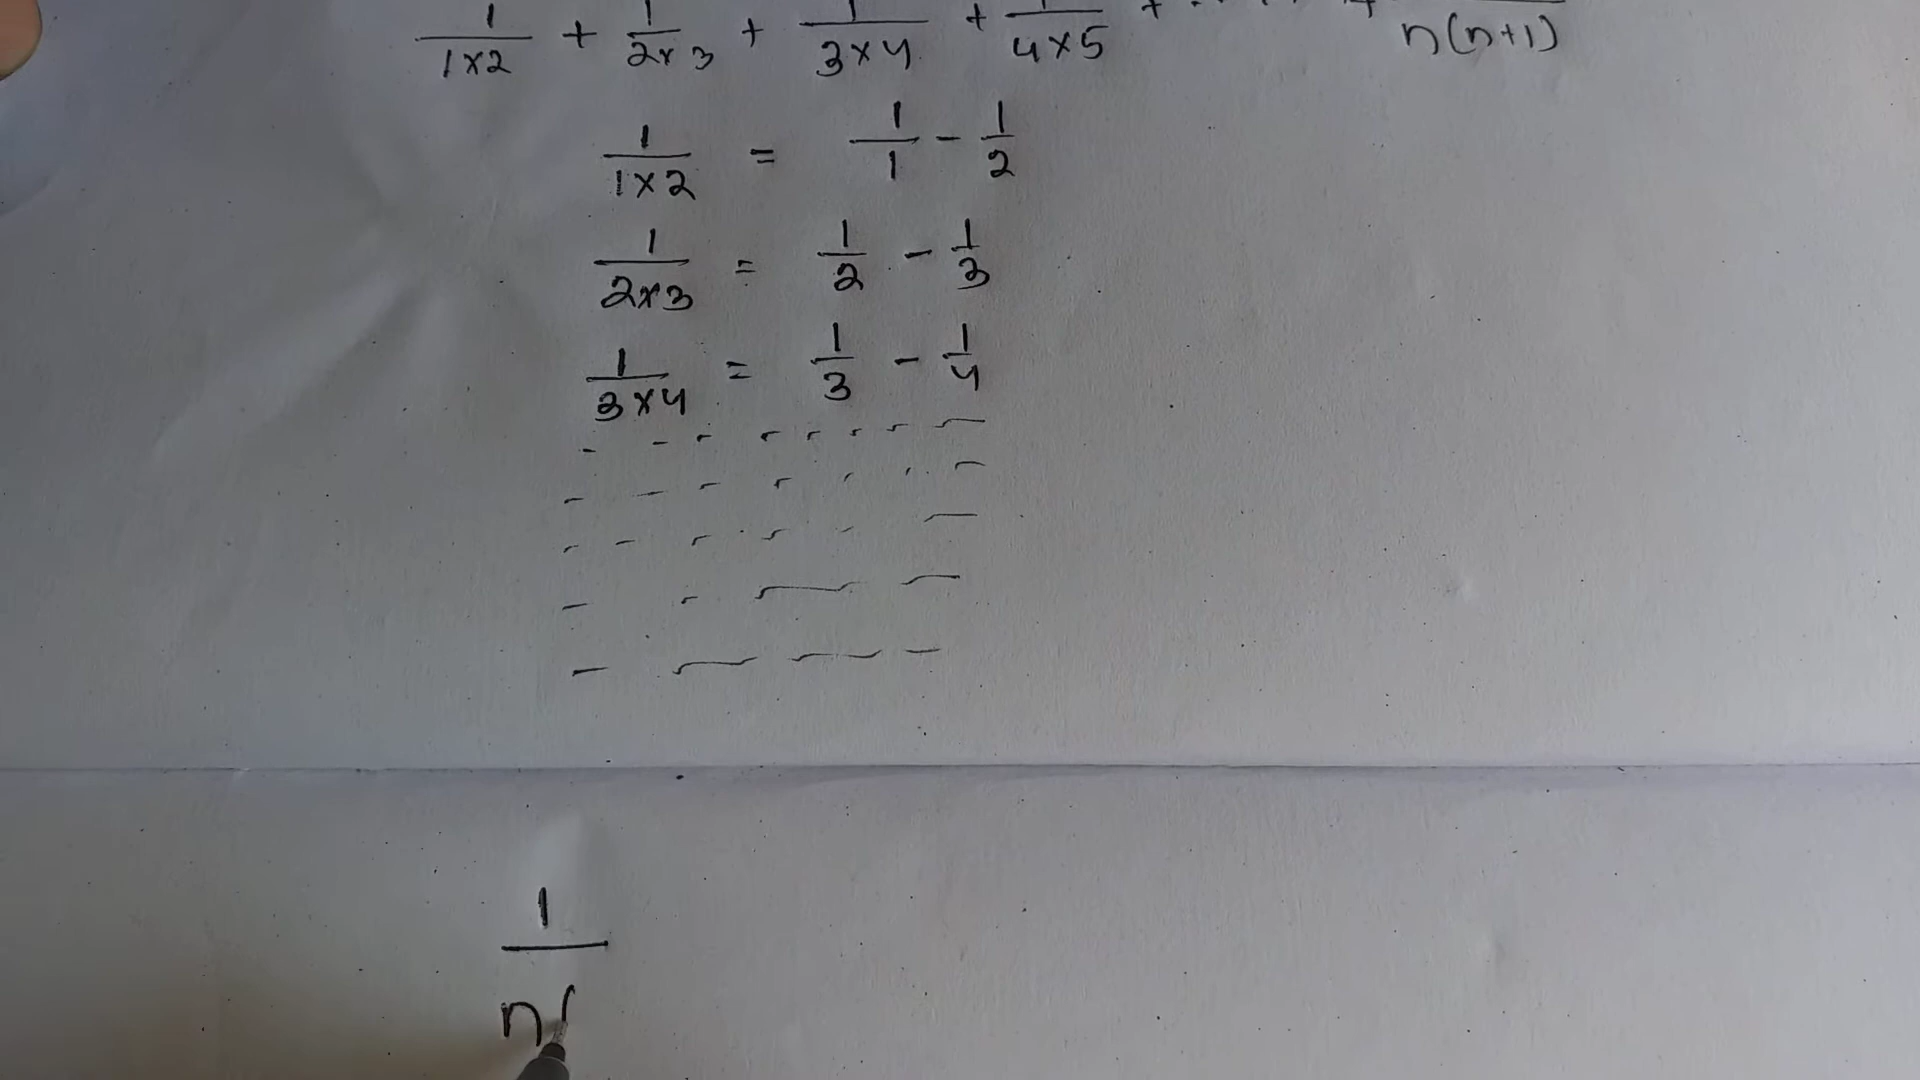 1/(1×2) + 1/(2×3) + 1/(3×4) + 1/(4×5) + .... + n(n+1)
1/(1×2) = 1/1 - 1/2
1/(2×3) = 1/2 - 1/3
1/(3×4) = 1/3 - 1/4
1/n(